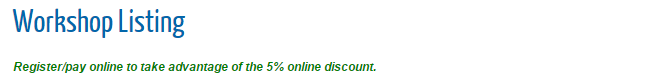 Workshop Listing
Register/pay online to take advantage of the 5% online discount.